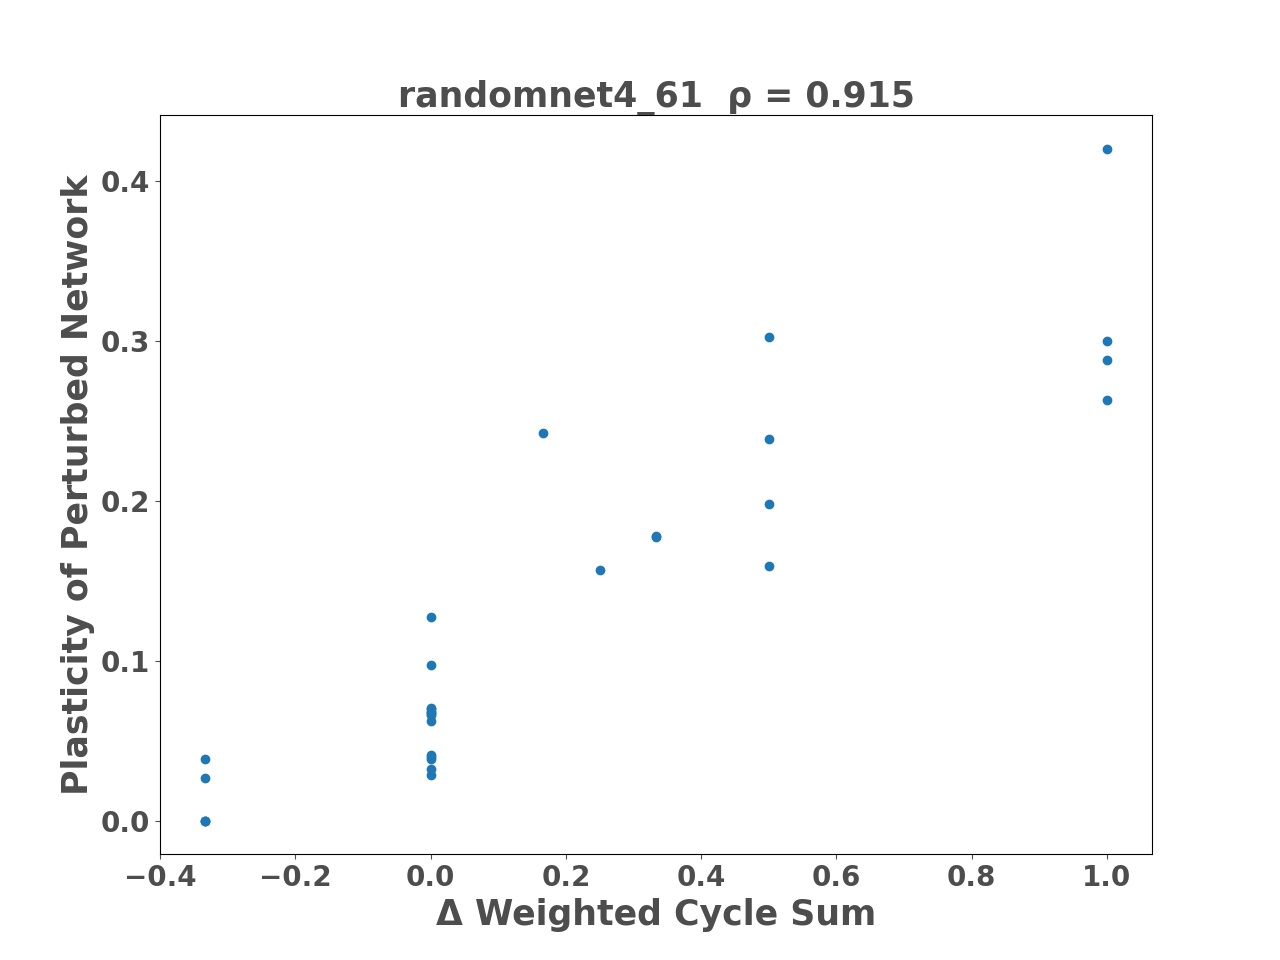 randomnet4_61  ρ = 0.915
Plasticity of Perturbed Network
0.4
0.3
0.2
0.1
0.0
−0.4 −0.2 0.0 0.2 0.4 0.6 0.8 1.0
Δ Weighted Cycle Sum